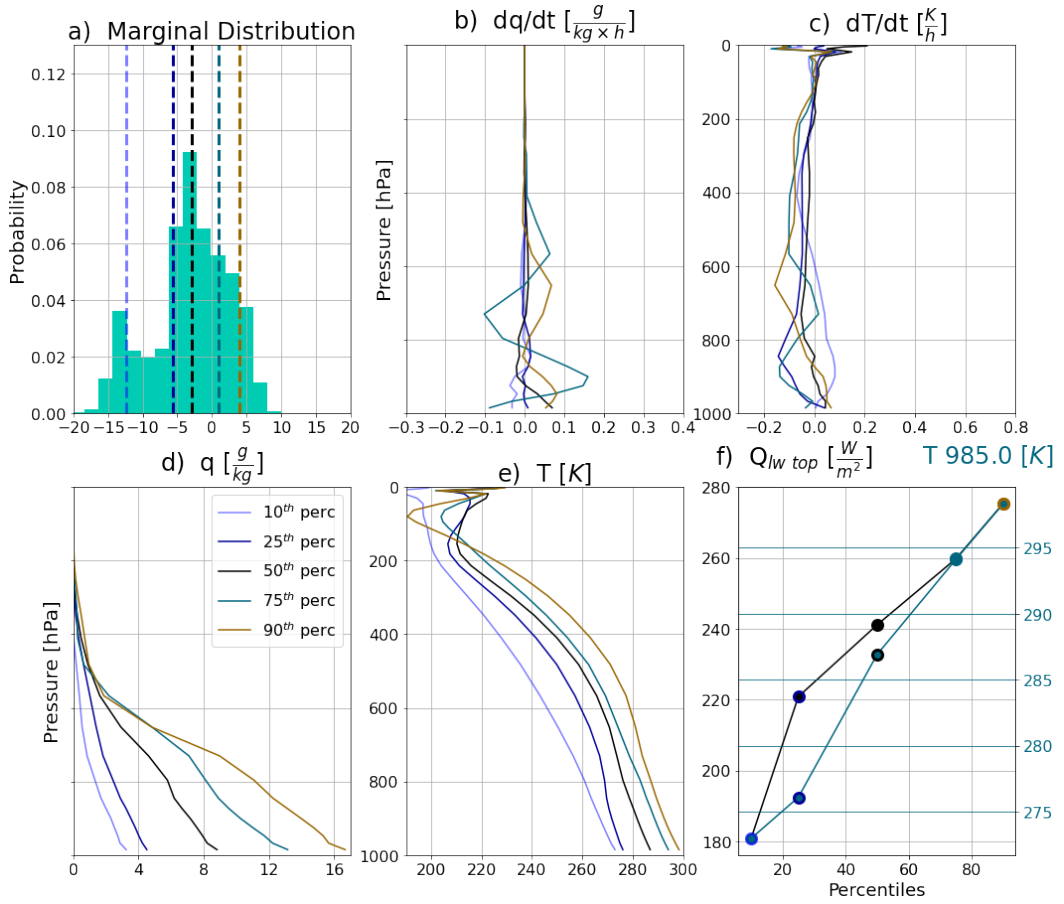 a)  Marginal Distribution
b)  dq/dt [g/kg × h]
c)  dT/dt [K/h]
Probability
0.12
0.10
0.08
0.06
0.04
0.02
0.00
−20 −15 −10 −5 0 5 10 15 20
Pressure [hPa]
−0.3 −0.2 −0.1 0.0 0.1 0.2 0.3 0.4
0
200
400
600
800
1000
−0.2 0.0 0.2 0.4 0.6 0.8
d)  q [g/kg]
e)  T [K]
f)  Q lw top [W/m²]
T 985.0 [K]
Pressure [hPa]
10th perc
25th perc
50th perc
75th perc
90th perc
0 4 8 12 16
0
200
400
600
800
1000
200 220 240 260 280 300
280
260
240
220
200
180
295
290
285
280
275
20 40 60 80
Percentiles